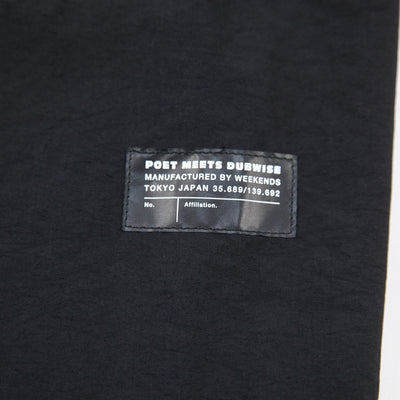 POET MEETS DUBWISE
MANUFACTURED BY WEEKENDS
TOKYO JAPAN 35.689/139.692
No. Affiliation.